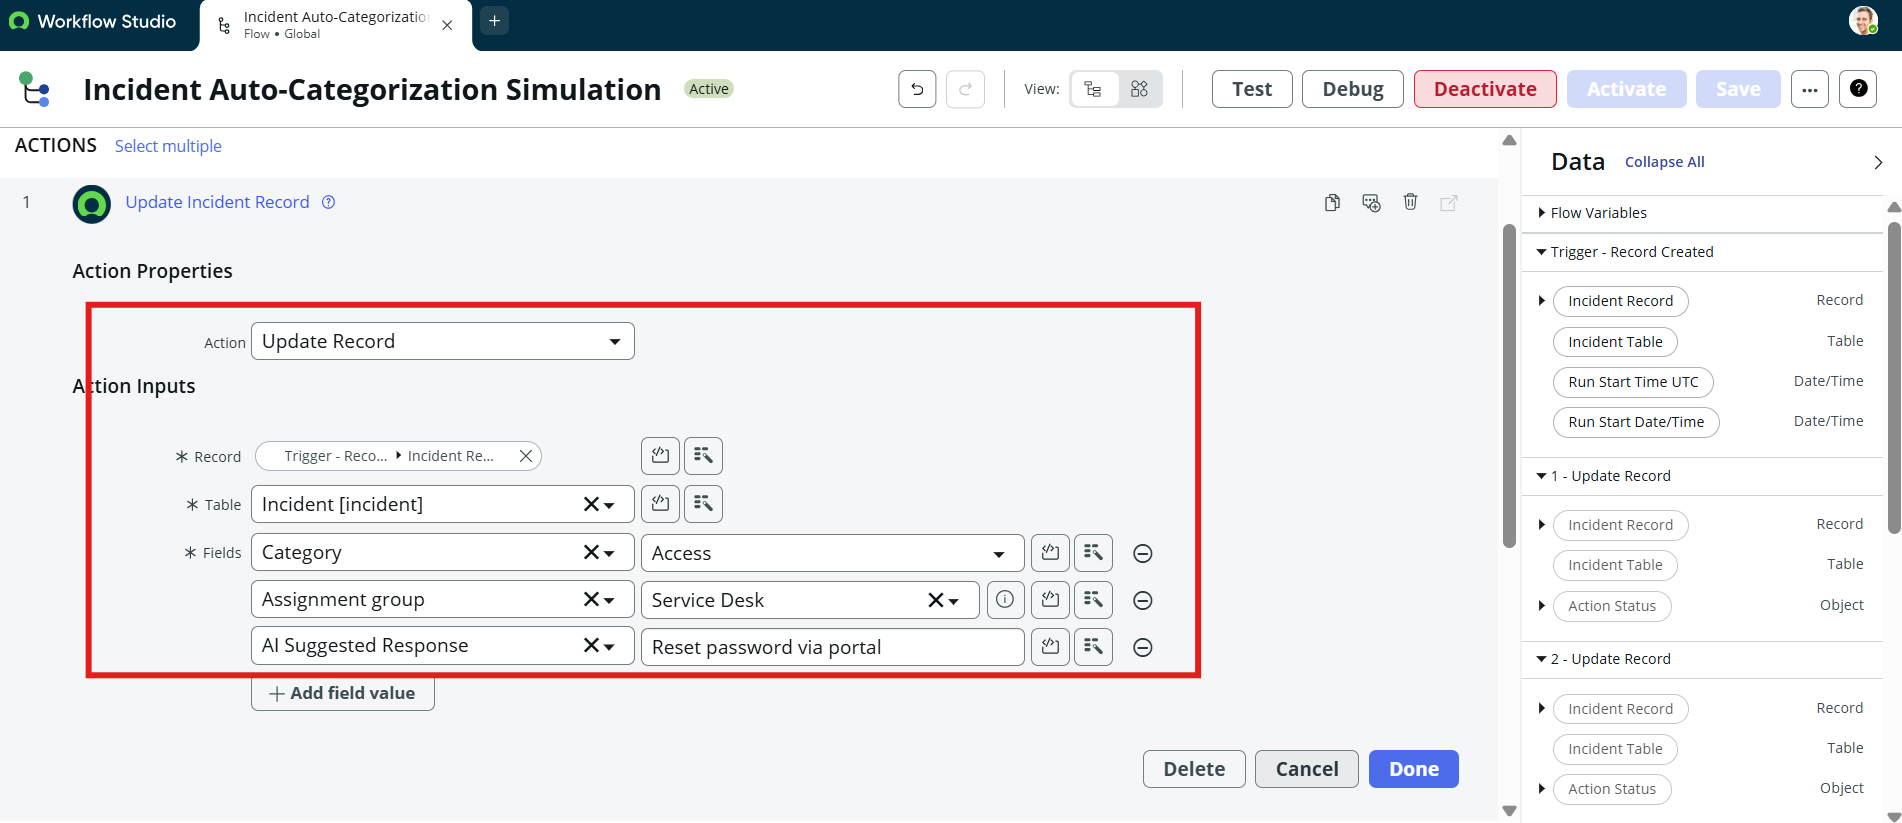 Workflow Studio
Incident Auto-Categorizatio
Flow • Global
Incident Auto-Categorization Simulation
Active
View:
Test
Debug
Deactivate
Activate
Save
...
?
ACTIONS
Select multiple
1
Update Incident Record
Action Properties
Action
Update Record
Action Inputs
Record
Trigger - Reco... Incident Re...
Table
Incident [incident]
Fields
Category
Access
Assignment group
Service Desk
AI Suggested Response
Reset password via portal
+ Add field value
Delete
Cancel
Done
Data
Collapse All
Flow Variables
Trigger - Record Created
Incident Record
Record
Incident Table
Table
Run Start Time UTC
Date/Time
Run Start Date/Time
Date/Time
1 - Update Record
Incident Record
Record
Incident Table
Table
Action Status
Object
2 - Update Record
Incident Record
Record
Incident Table
Table
Action Status
Object